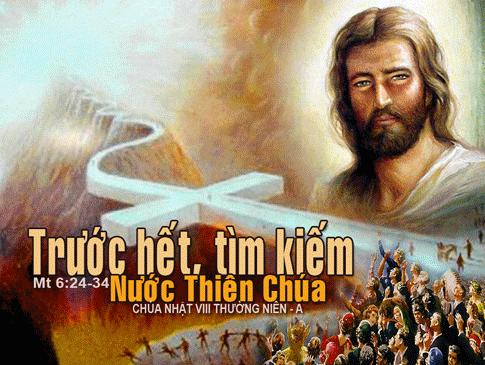 Trước hết, tìm kiếm
Mt 6:24-34 Nước Thiên Chúa
CHÚA NHẬT VIII THƯỜNG NIÊN - A